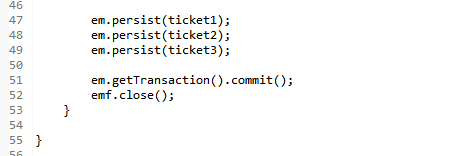 46
47 em.persist(ticket1);
48 em.persist(ticket2);
49 em.persist(ticket3);
50
51 em.getTransaction().commit();
52 emf.close();
53 }
54
55 }
56